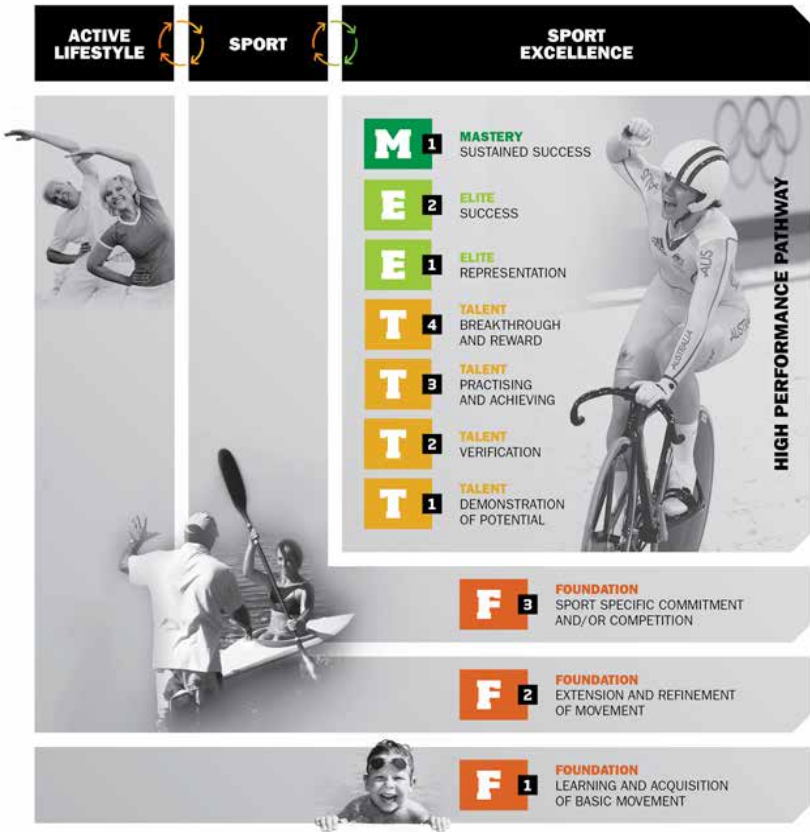 ACTIVE
LIFESTYLE
SPORT
SPORT
EXCELLENCE
M 1 MASTERY
SUSTAINED SUCCESS
E 2 ELITE
SUCCESS
E 1 ELITE
REPRESENTATION
T 4 TALENT
BREAKTHROUGH
AND REWARD
T 3 TALENT
PRACTISING
AND ACHIEVING
T 2 TALENT
VERIFICATION
T 1 TALENT
DEMONSTRATION
OF POTENTIAL
HIGH PERFORMANCE PATHWAY
AUS
AUSTRALIA
F 3 FOUNDATION
SPORT SPECIFIC COMMITMENT
AND/OR COMPETITION
F 2 FOUNDATION
EXTENSION AND REFINEMENT
OF MOVEMENT
F 1 FOUNDATION
LEARNING AND ACQUISITION
OF BASIC MOVEMENT